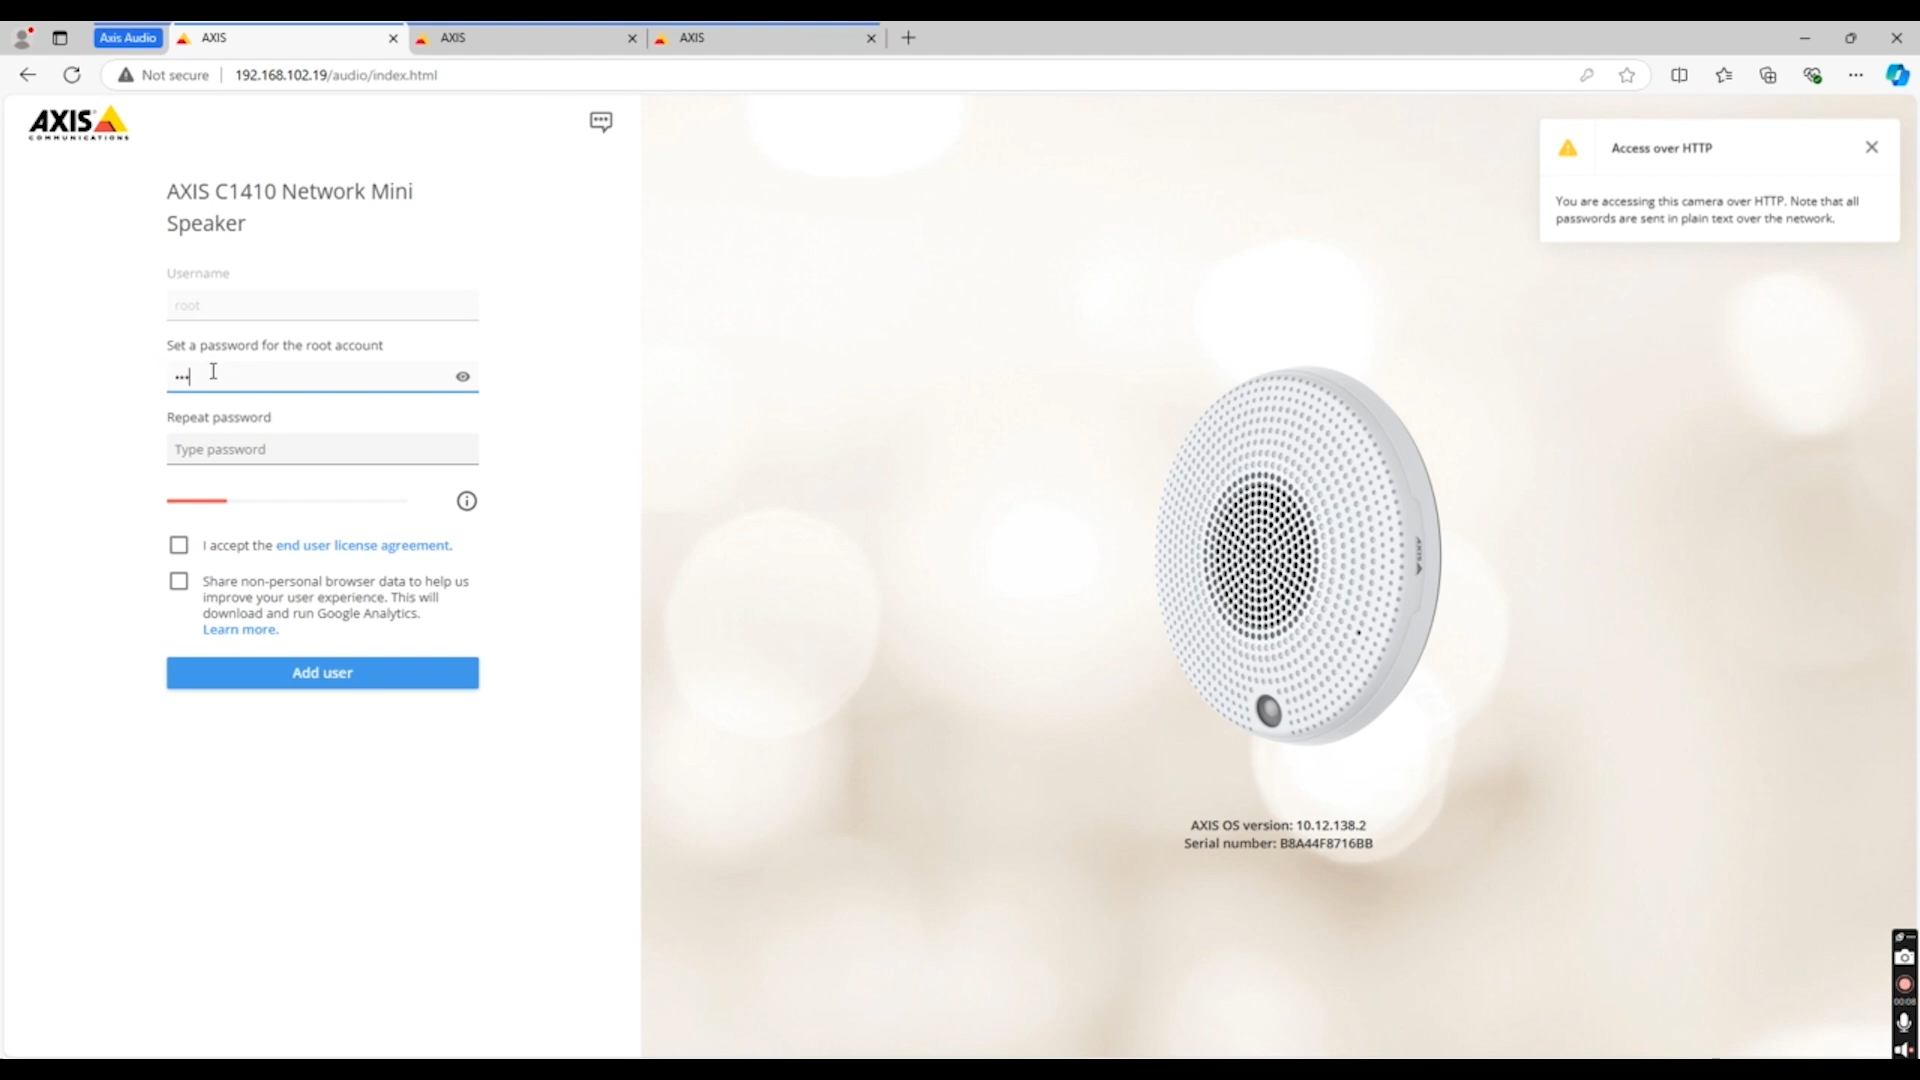 Axis Audio
AXIS
AXIS
AXIS
Not secure
192.168.102.19/audio/index.html
AXIS
COMMUNICATIONS
AXIS C1410 Network Mini
Speaker
Username
root
Set a password for the root account
•••
Repeat password
Type password
I accept the end user license agreement.
Share non-personal browser data to help us
improve your user experience. This will
download and run Google Analytics.
Learn more.
Add user
Access over HTTP
You are accessing this camera over HTTP. Note that all
passwords are sent in plain text over the network.
AXIS
AXIS OS version: 10.12.138.2
Serial number: B8A44F8716BB
00:08